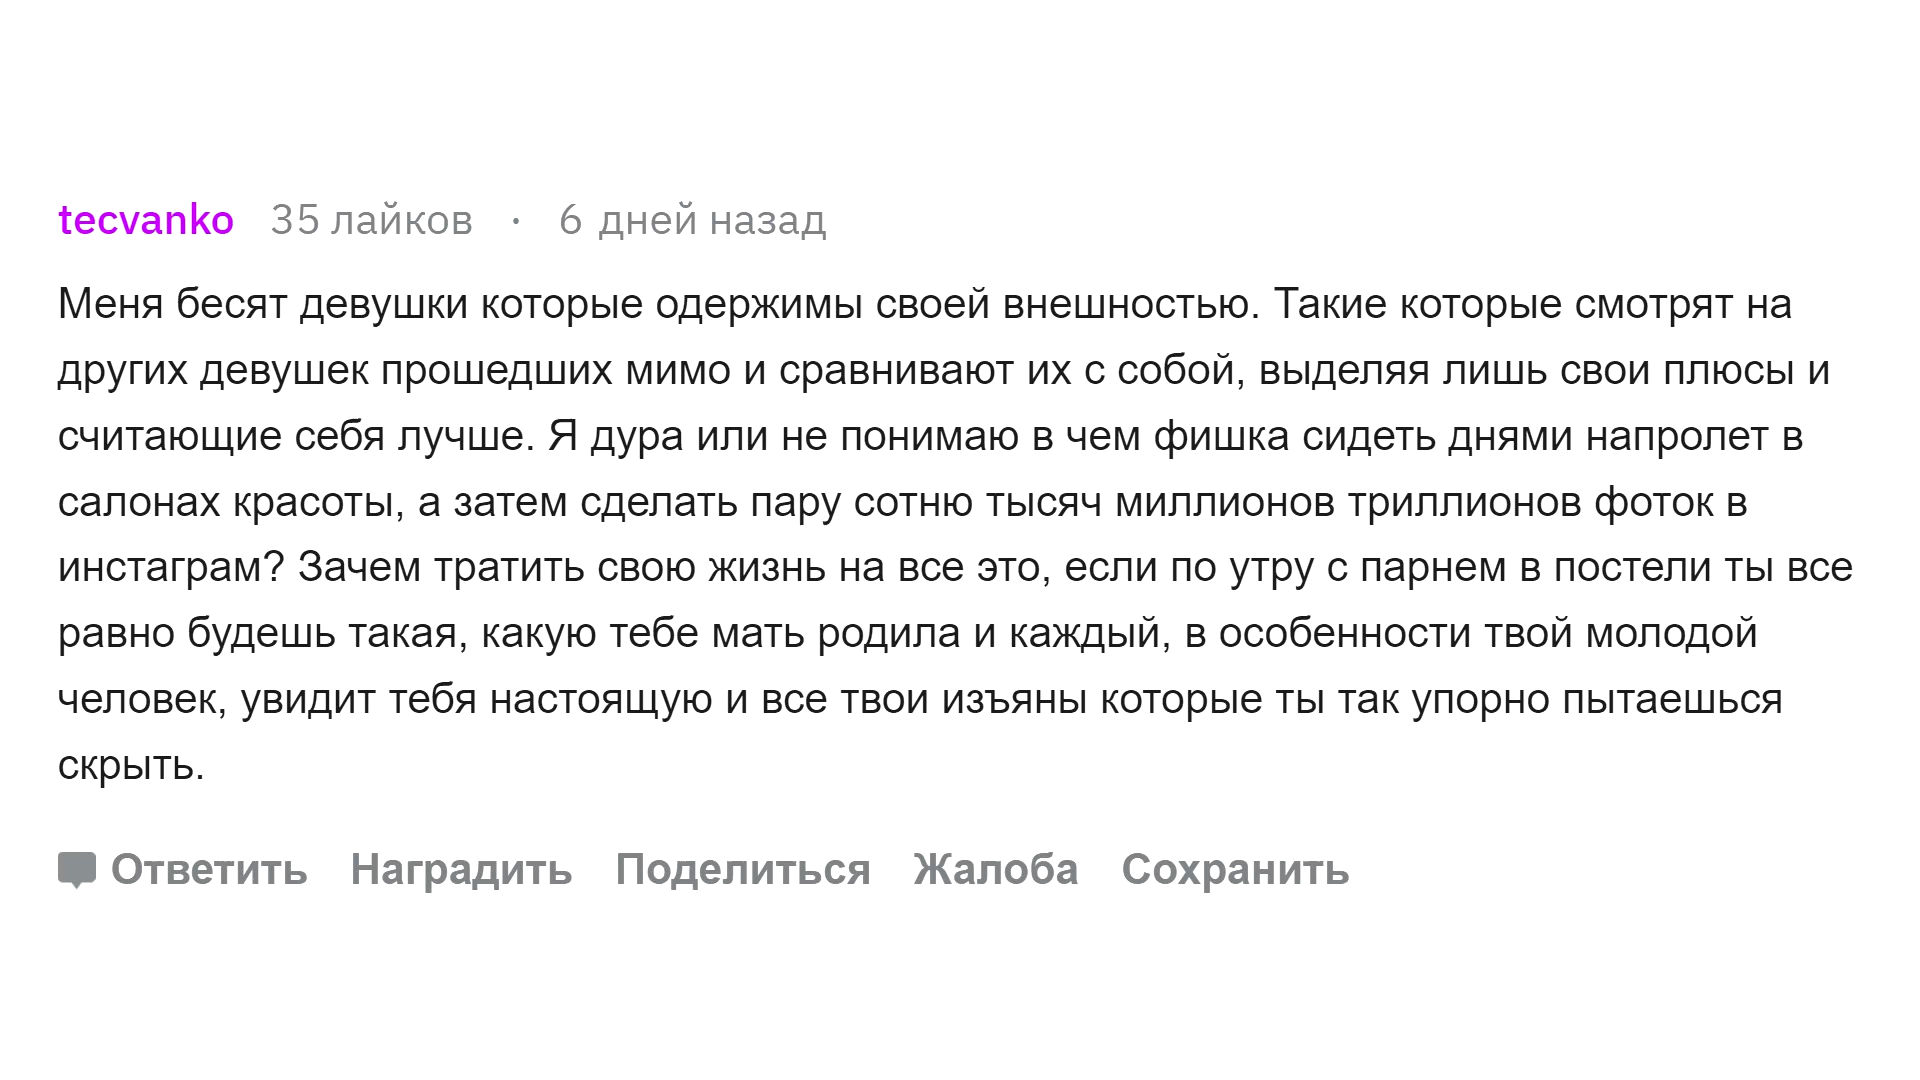 tecvanko 35 лайков · 6 дней назад
Меня бесят девушки которые одержимы своей внешностью. Такие которые смотрят на
других девушек прошедших мимо и сравнивают их с собой, выделяя лишь свои плюсы и
считающие себя лучше. Я дура или не понимаю в чем фишка сидеть днями напролет в
салонах красоты, а затем сделать пару сотню тысяч миллионов триллионов фоток в
инстаграм? Зачем тратить свою жизнь на все это, если по утру с парнем в постели ты все
равно будешь такая, какую тебе мать родила и каждый, в особенности твой молодой
человек, увидит тебя настоящую и все твои изъяны которые ты так упорно пытаешься
скрыть.
Ответить Наградить Поделиться Жалоба Сохранить